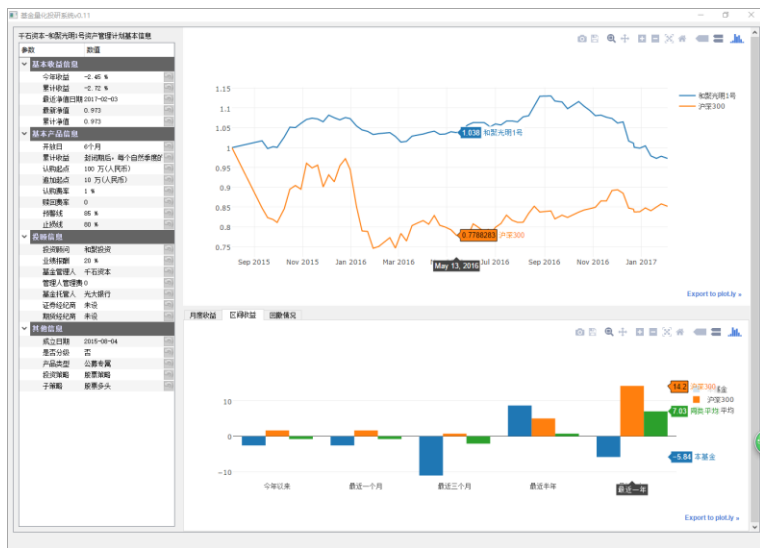 基金量化投研系统v0.11
千石资本-和聚光明1号资产管理计划基本信息
参数 数值
基本收益信息
今年收益 -2.45 %
累计收益 -2.72 %
最近净值日期 2017-02-03
最新净值 0.973
累计净值 0.973
基本产品信息
开放日 6个月
累计收益 封闭期后，每个自然季度的
认购起点 100 万(人民币)
追加起点 10 万(人民币)
认购费率 1 %
赎回费率 0
预警线 85 %
止损线 80 %
投顾信息
投资顾问 和聚投资
业绩报酬 20 %
基金管理人 千石资本
管理人管理费 0
基金托管人 光大银行
证券经纪商 未设
期货经纪商 未设
其他信息
成立日期 2015-08-04
是否分级 否
产品类型 公募专属
投资策略 股票策略
子策略 股票多头
1.15
1.1
1.05
1
0.95
0.9
0.85
0.8
0.75
Sep 2015 Nov 2015 Jan 2016 Mar 2016 May 13, 2016 Jul 2016 Sep 2016 Nov 2016 Jan 2017
1.038 和聚光明1号
0.7788283 沪深300
和聚光明1号
沪深300
Export to plot.ly »
月度收益 区间收益 回撤情况
10
0
−10
今年以来 最近一个月 最近三个月 最近半年 最近一年
14.2 沪深300
基金
沪深300
7.03 同类平均
平均
−5.84 本基金
Export to plot.ly »